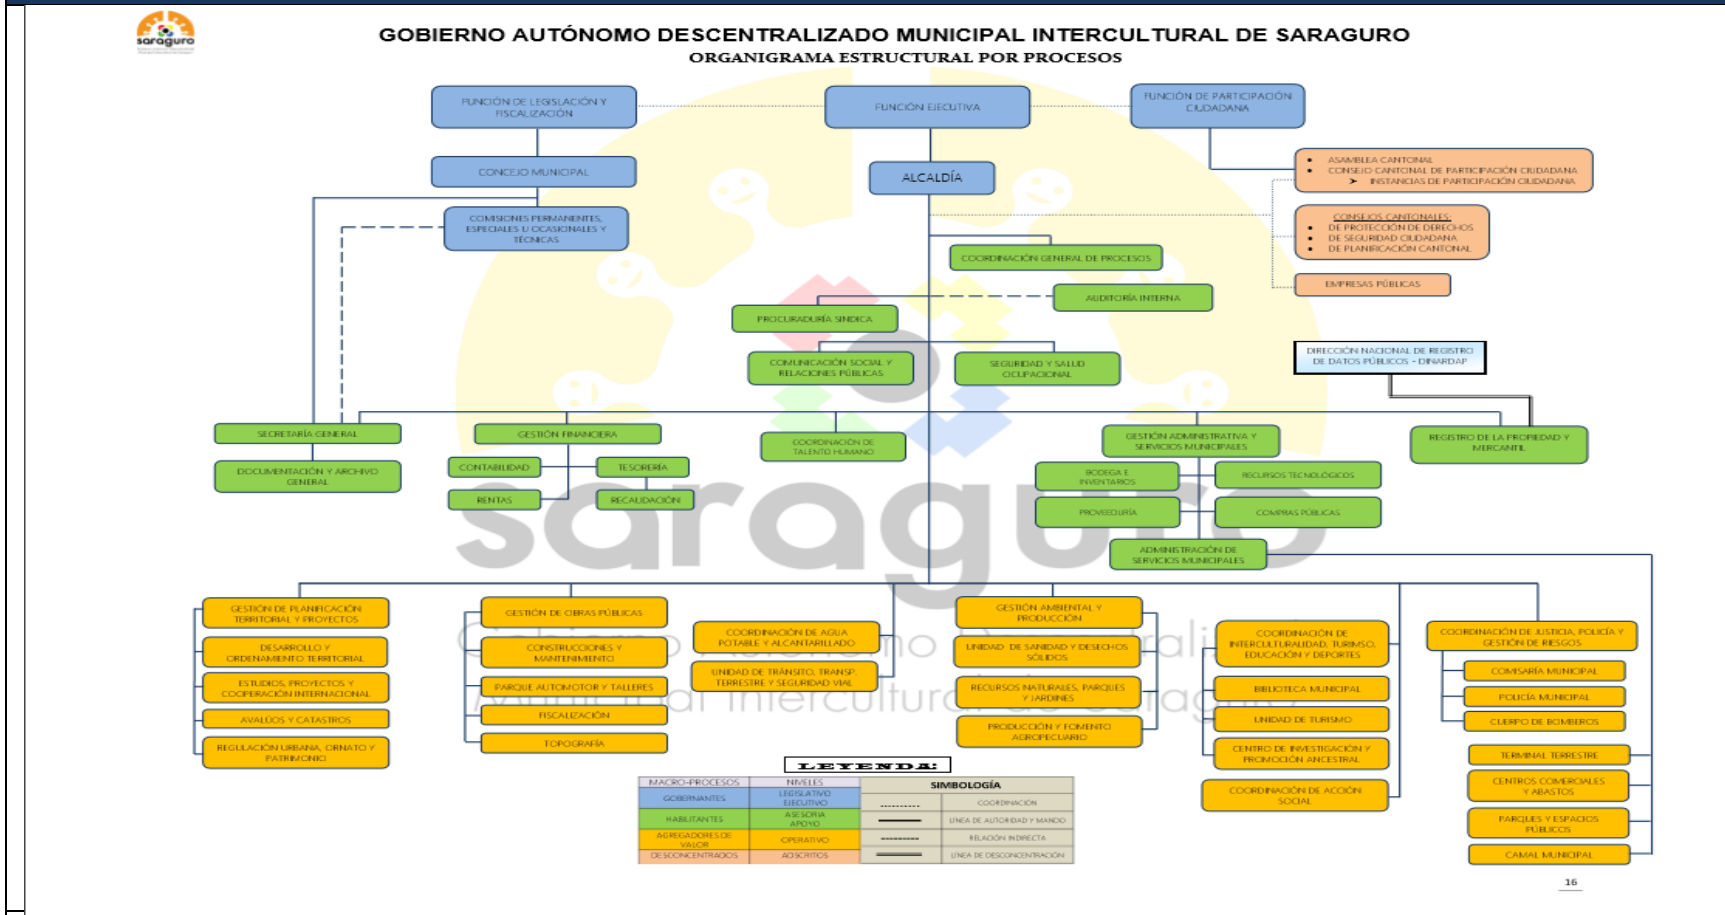 saraguro
GOBIERNO AUTÓNOMO DESCENTRALIZADO MUNICIPAL INTERCULTURAL DE SARAGURO
ORGANIGRAMA ESTRUCTURAL POR PROCESOS
FUNCIÓN DE LEGISLACIÓN Y
FISCALIZACIÓN
FUNCIÓN EJECUTIVA
FUNCIÓN DE PARTICIPACIÓN
CIUDADANA
CONCEJO MUNICIPAL
ALCALDÍA
• ASAMBLEA CANTONAL
• CONSEJO CANTONAL DE PARTICIPACIÓN CIUDADANA
➤ INSTANCIAS DE PARTICIPACIÓN CIUDADANA
COMISIONES PERMANENTES,
ESPECIALES U OCASIONALES Y
TÉCNICAS
CONSEJOS CANTONALES:
• DE PROTECCIÓN DE DERECHOS
• DE SEGURIDAD CIUDADANA
• DE PLANIFICACIÓN CANTONAL
COORDINACIÓN GENERAL DE PROCESOS
EMPRESAS PÚBLICAS
AUDITORÍA INTERNA
PROCURADURÍA SINDICA
COMUNICACIÓN SOCIAL Y
RELACIONES PÚBLICAS
SEGURIDAD Y SALUD
OCUPACIONAL
DIRECCIÓN NACIONAL DE REGISTRO
DE DATOS PÚBLICOS - DINARDAP
SECRETARÍA GENERAL
DOCUMENTACIÓN Y ARCHIVO
GENERAL
GESTIÓN FINANCIERA
CONTABILIDAD
TESORERÍA
RENTAS
RECAUDACIÓN
COORDINACIÓN DE
TALENTO HUMANO
GESTIÓN ADMINISTRATIVA Y
SERVICIOS MUNICIPALES
BODEGA E
INVENTARIOS
RECURSOS TECNOLÓGICOS
PROVEEDURÍA
COMPRAS PÚBLICAS
ADMINISTRACIÓN DE
SERVICIOS MUNICIPALES
REGISTRO DE LA PROPIEDAD Y
MERCANTIL
saraguro
GESTIÓN DE PLANIFICACIÓN
TERRITORIAL Y PROYECTOS
DESARROLLO Y
ORDENAMIENTO TERRITORIAL
ESTUDIOS, PROYECTOS Y
COOPERACIÓN INTERNACIONAL
AVALÚOS Y CATASTROS
REGULACIÓN URBANA, ORNATO Y
PATRIMONIO
GESTIÓN DE OBRAS PÚBLICAS
CONSTRUCCIONES Y
MANTENIMIENTO
PARQUE AUTOMOTOR Y TALLERES
FISCALIZACIÓN
TOPOGRAFÍA
COORDINACIÓN DE AGUA
POTABLE Y ALCANTARILLADO
UNIDAD DE TRÁNSITO, TRANSP.
TERRESTRE Y SEGURIDAD VIAL
GESTIÓN AMBIENTAL Y
PRODUCCIÓN
UNIDAD DE SANIDAD Y DESECHOS
SÓLIDOS
RECURSOS NATURALES, PARQUES
Y JARDINES
PRODUCCIÓN Y FOMENTO
AGROPECUARIO
COORDINACIÓN DE
INTERCULTURALIDAD, TURIMSO,
EDUCACIÓN Y DEPORTES
BIBLIOTECA MUNICIPAL
UNIDAD DE TURISMO
CENTRO DE INVESTIGACIÓN Y
PROMOCIÓN ANCESTRAL
COORDINACIÓN DE ACCIÓN
SOCIAL
COORDINACIÓN DE JUSTICIA, POLICÍA Y
GESTIÓN DE RIESGOS
COMISARÍA MUNICIPAL
POLICÍA MUNICIPAL
CUERPO DE BOMBEROS
TERMINAL TERRESTRE
CENTROS COMERCIALES
Y ABASTOS
PARQUES Y ESPACIOS
PÚBLICOS
CAMAL MUNICIPAL
LEYENDA:
MACRO-PROCESOS NIVELES SIMBOLOGÍA
GOBERNANTES LEGISLATIVO
EJECUTIVO COORDINACIÓN
HABILITANTES ASESORIA
APOYO LÍNEA DE AUTORIDAD Y MANDO
AGREGADORES DE
VALOR OPERATIVO RELACIÓN INDIRECTA
DESCONCENTRADOS ADSCRITOS LÍNEA DE DESCONCENTRACIÓN
16